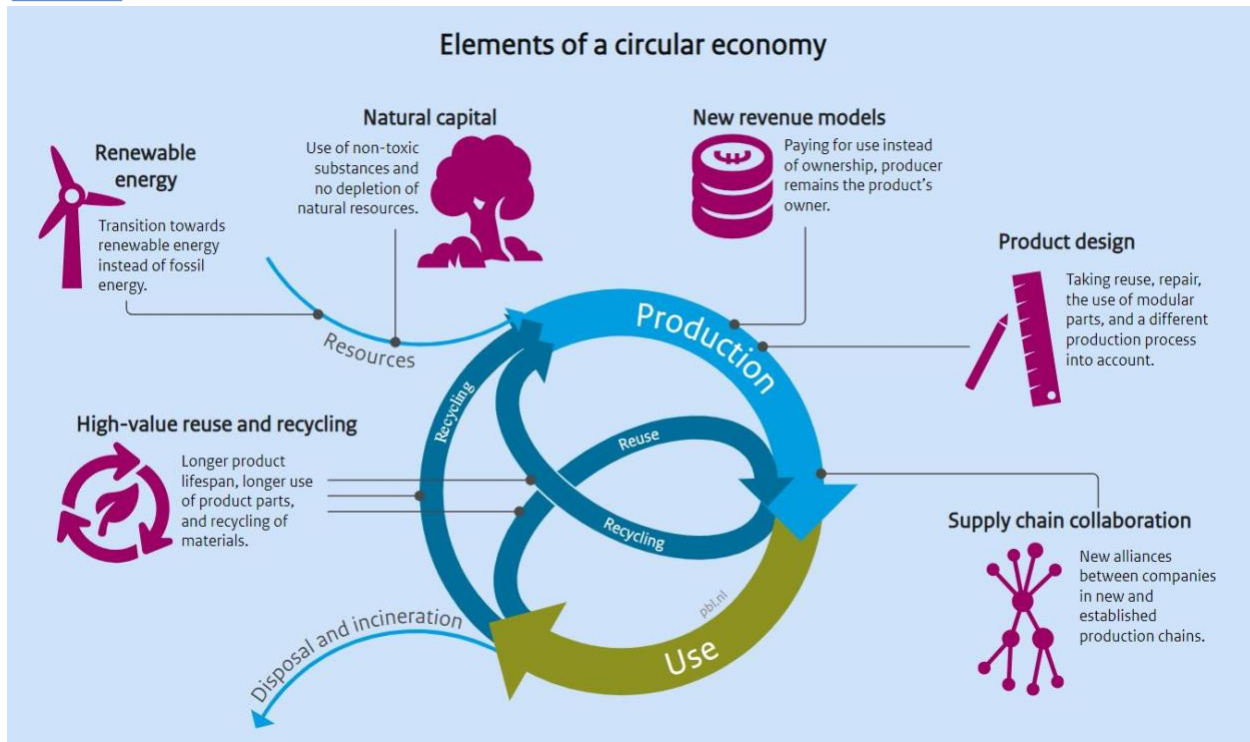 Elements of a circular economy
Renewable
energy
Transition towards
renewable energy
instead of fossil
energy.
Natural capital
Use of non-toxic
substances and
no depletion of
natural resources.
New revenue models
Paying for use instead
of ownership, producer
remains the product's
owner.
Product design
Taking reuse, repair,
the use of modular
parts, and a different
production process
into account.
Resources
Production
High-value reuse and recycling
Longer product
lifespan, longer use
of product parts,
and recycling of
materials.
Recycling
Reuse
Recycling
Supply chain collaboration
New alliances
between companies
in new and
established
production chains.
pbl.nl
Use
Disposal and incineration